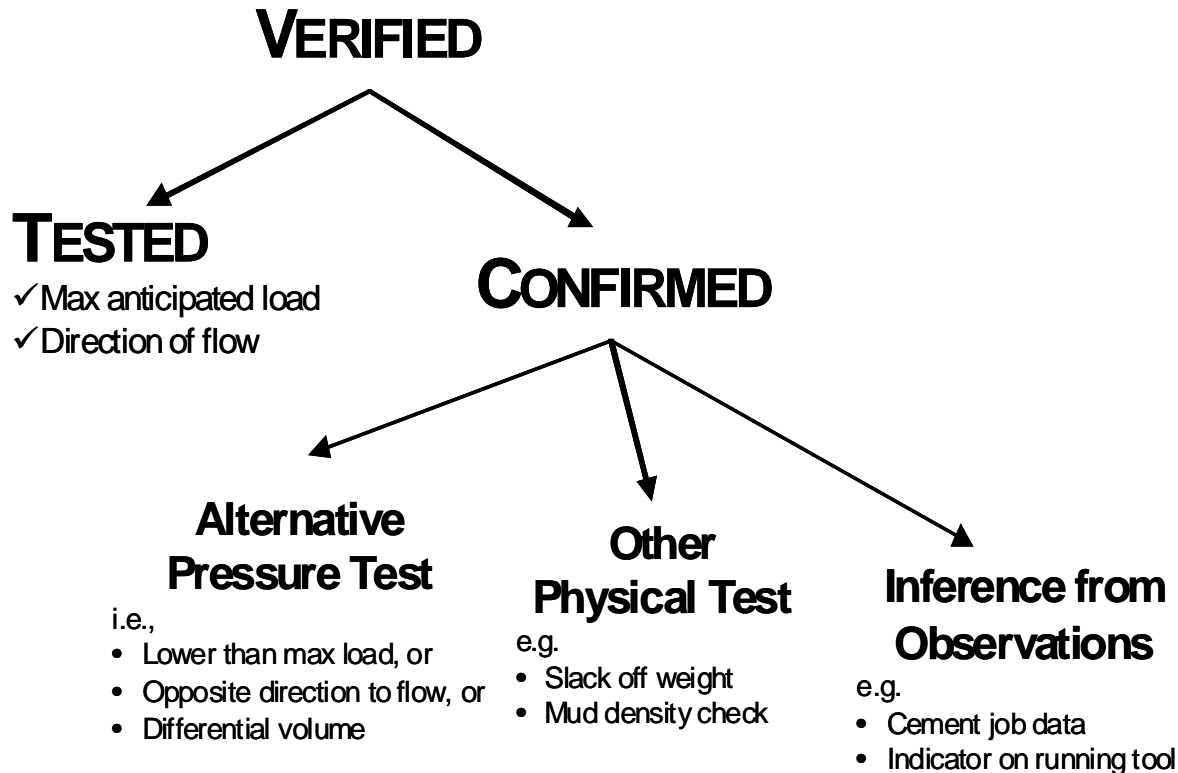 VERIFIED
TESTED
✓Max anticipated load
✓Direction of flow
CONFIRMED
Alternative
Pressure Test
i.e.,
• Lower than max load, or
• Opposite direction to flow, or
• Differential volume
Other
Physical Test
e.g.
• Slack off weight
• Mud density check
Inference from
Observations
e.g.
• Cement job data
• Indicator on running tool